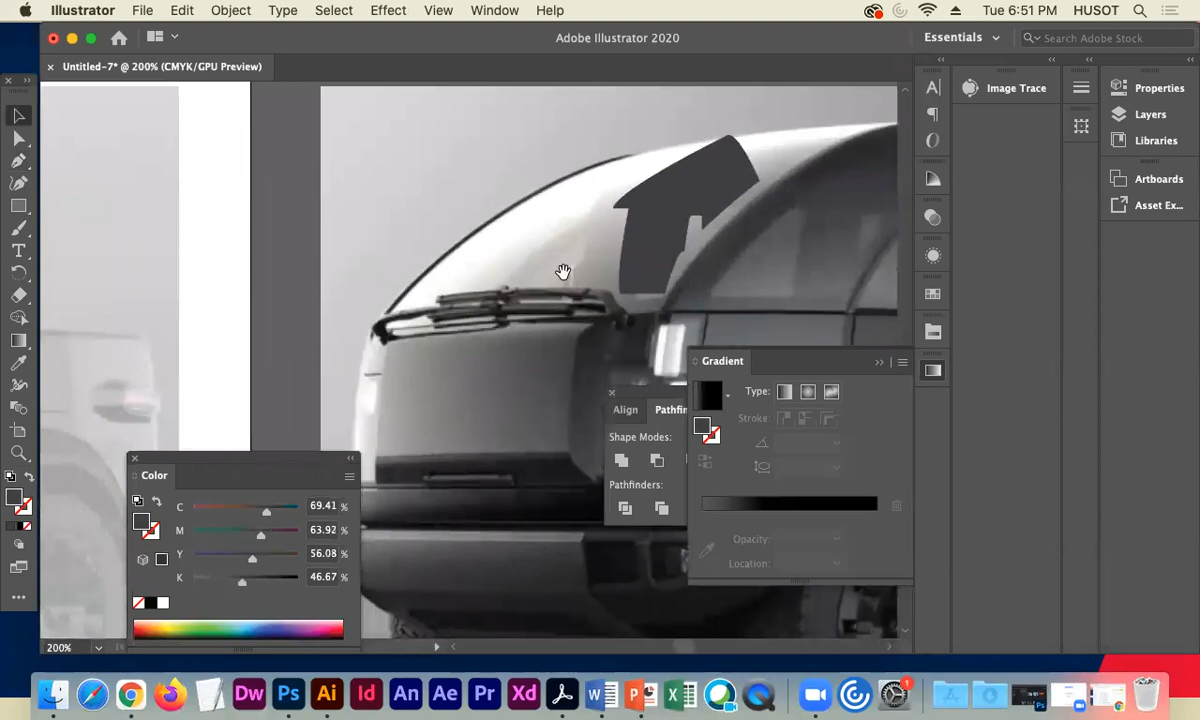 Illustrator File Edit Object Type Select Effect View Window Help Tue 6:51 PM HUSOT
Adobe Illustrator 2020 Essentials Search Adobe Stock
× Untitled-7* @ 200% (CMYK/GPU Preview)
Image Trace
Properties
Layers
Libraries
Artboards
Asset Ex...
Gradient
Type:
Stroke:
Align Pathfin
Shape Modes:
Pathfinders:
Opacity:
Location:
Color
C 69.41 %
M 63.92 %
Y 56.08 %
K 46.67 %
200%
Dw Ps Ai Id An Ae Pr Xd W P X
1